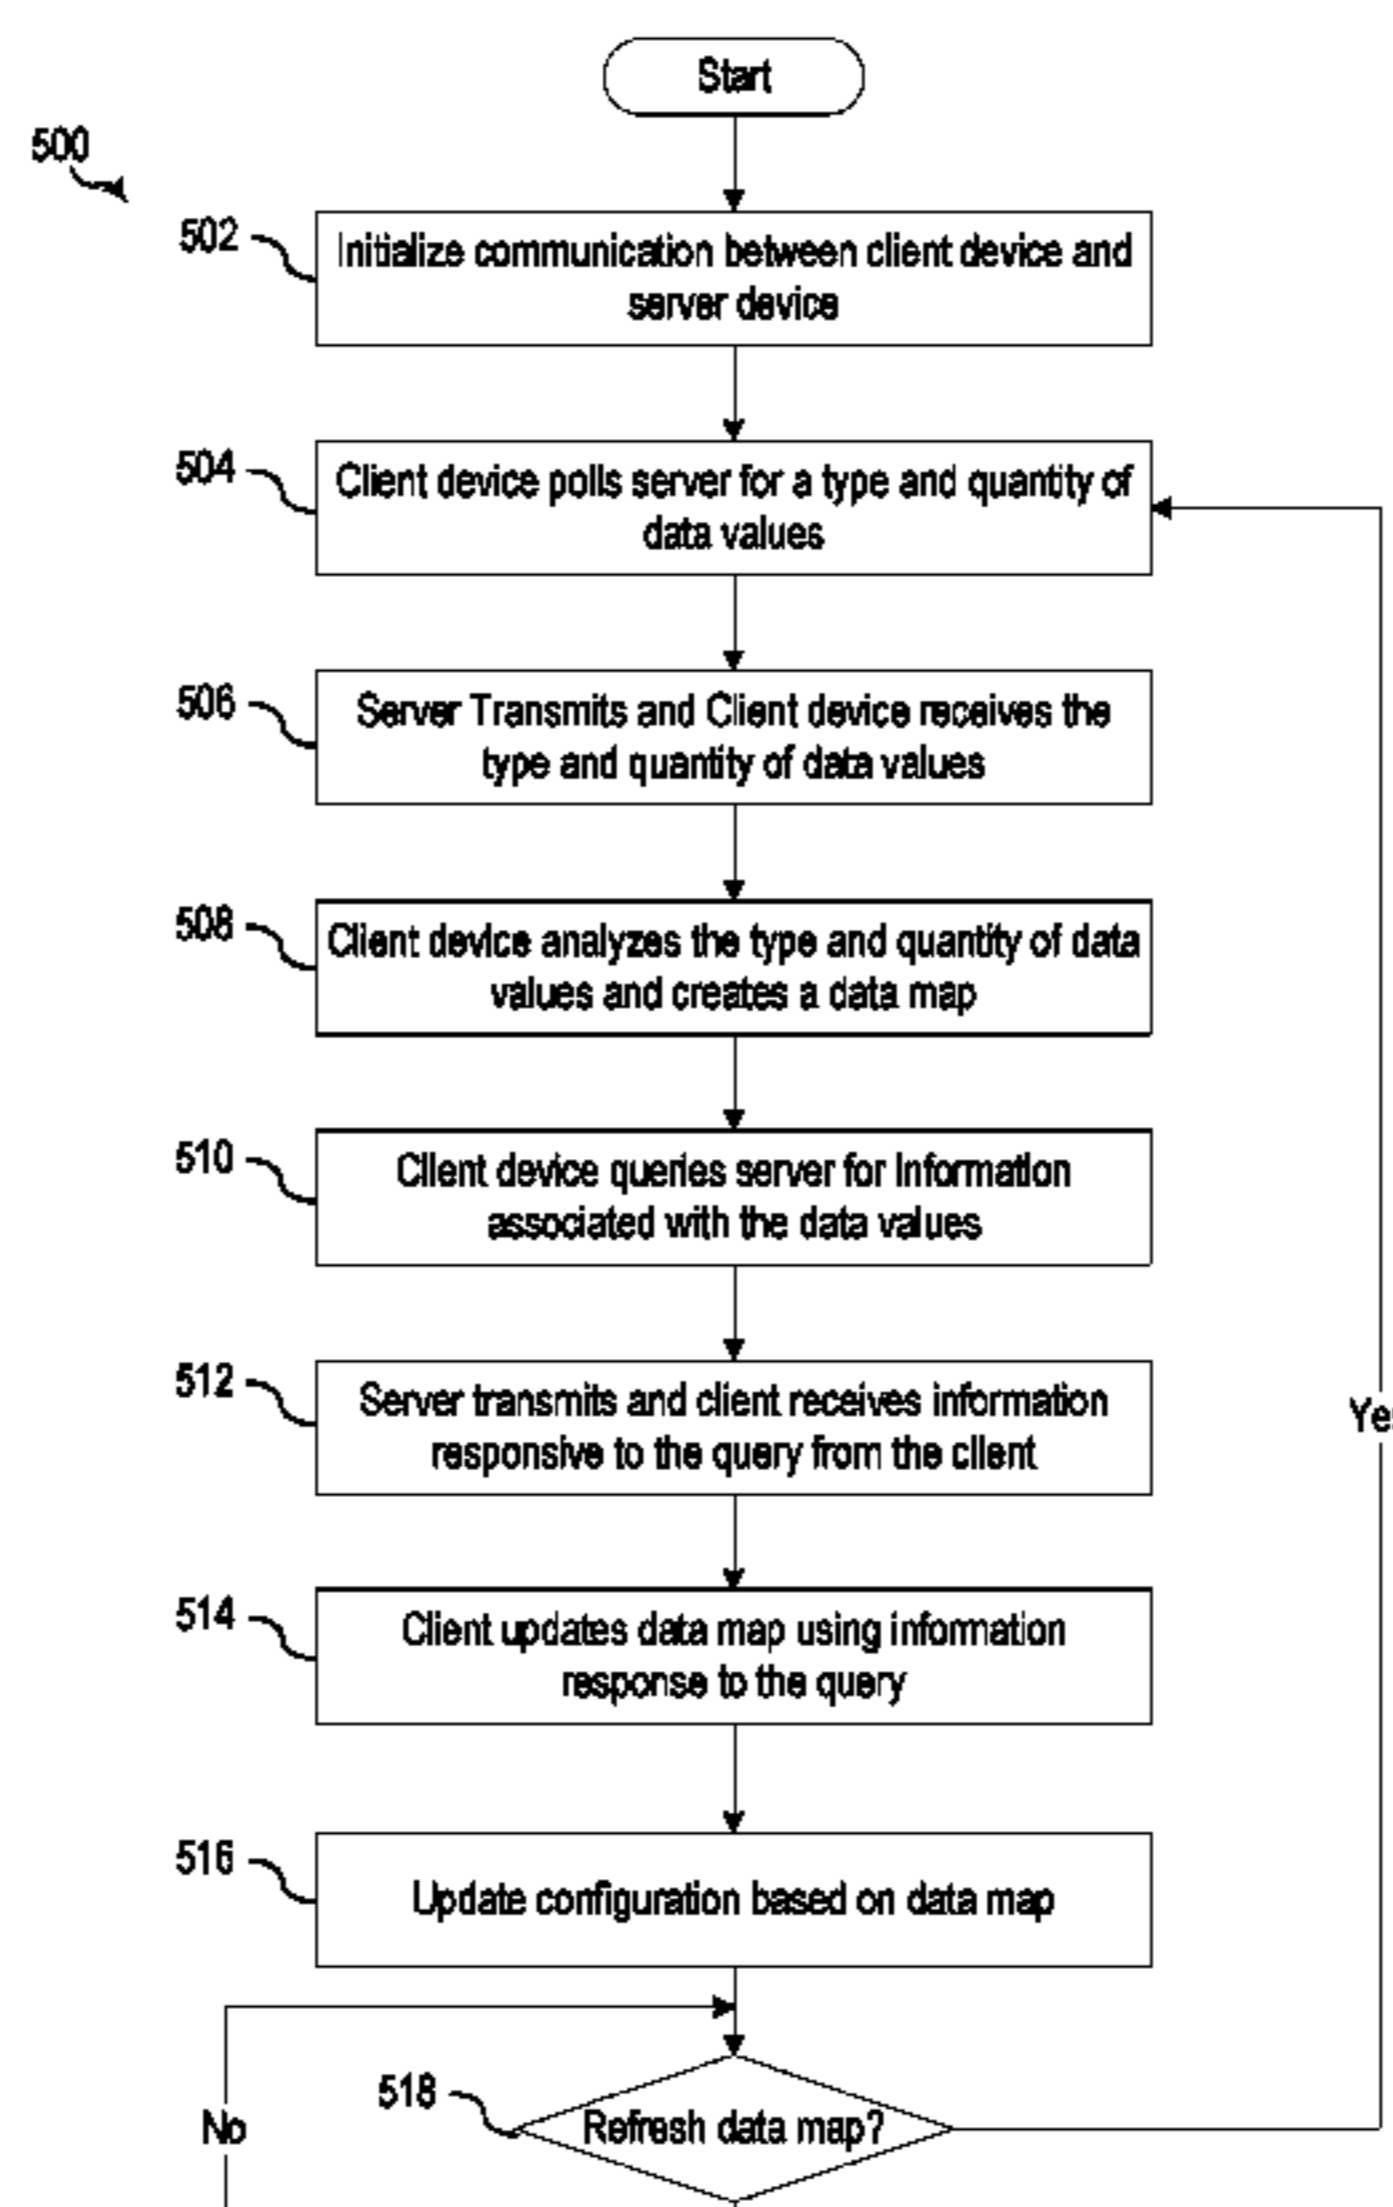 Start
500
502
Initialize communication between client device and
server device
504
Client device polls server for a type and quantity of
data values
506
Server Transmits and Client device receives the
type and quantity of data values
508
Client device analyzes the type and quantity of data
values and creates a data map
510
Client device queries server for information
associated with the data values
512
Server transmits and client receives information
responsive to the query from the client
Yes
514
Client updates data map using information
response to the query
516
Update configuration based on data map
518
Refresh data map?
No